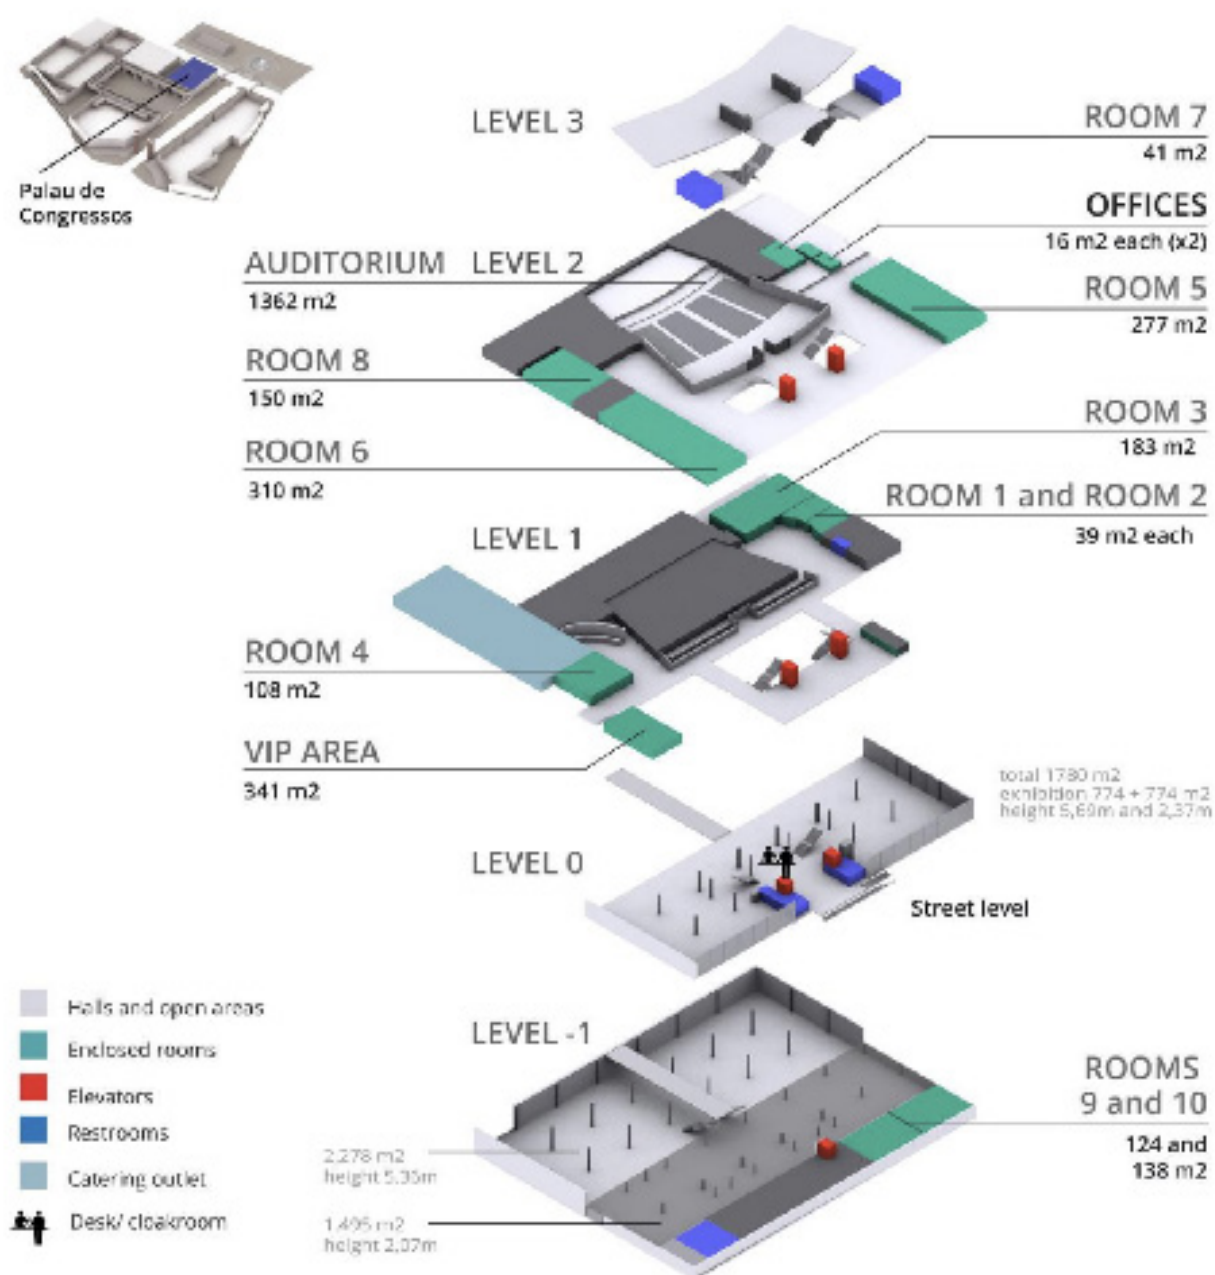 Palau de
Congressos
LEVEL 3
ROOM 7
41 m2
OFFICES
16 m2 each (x2)
AUDITORIUM
1362 m2
LEVEL 2
ROOM 5
277 m2
ROOM 8
150 m2
ROOM 6
310 m2
ROOM 3
183 m2
ROOM 1 and ROOM 2
39 m2 each
LEVEL 1
ROOM 4
108 m2
VIP AREA
341 m2
total 1780 m2
exhibition 774 + 774 m2
height 5,69m and 2,37m
LEVEL 0
Street level
LEVEL -1
ROOMS
9 and 10
124 and
138 m2
2,278 m2
height 5,36m
1,495 m2
height 2,07m
Halls and open areas
Enclosed rooms
Elevators
Restrooms
Catering outlet
Desk/ cloakroom